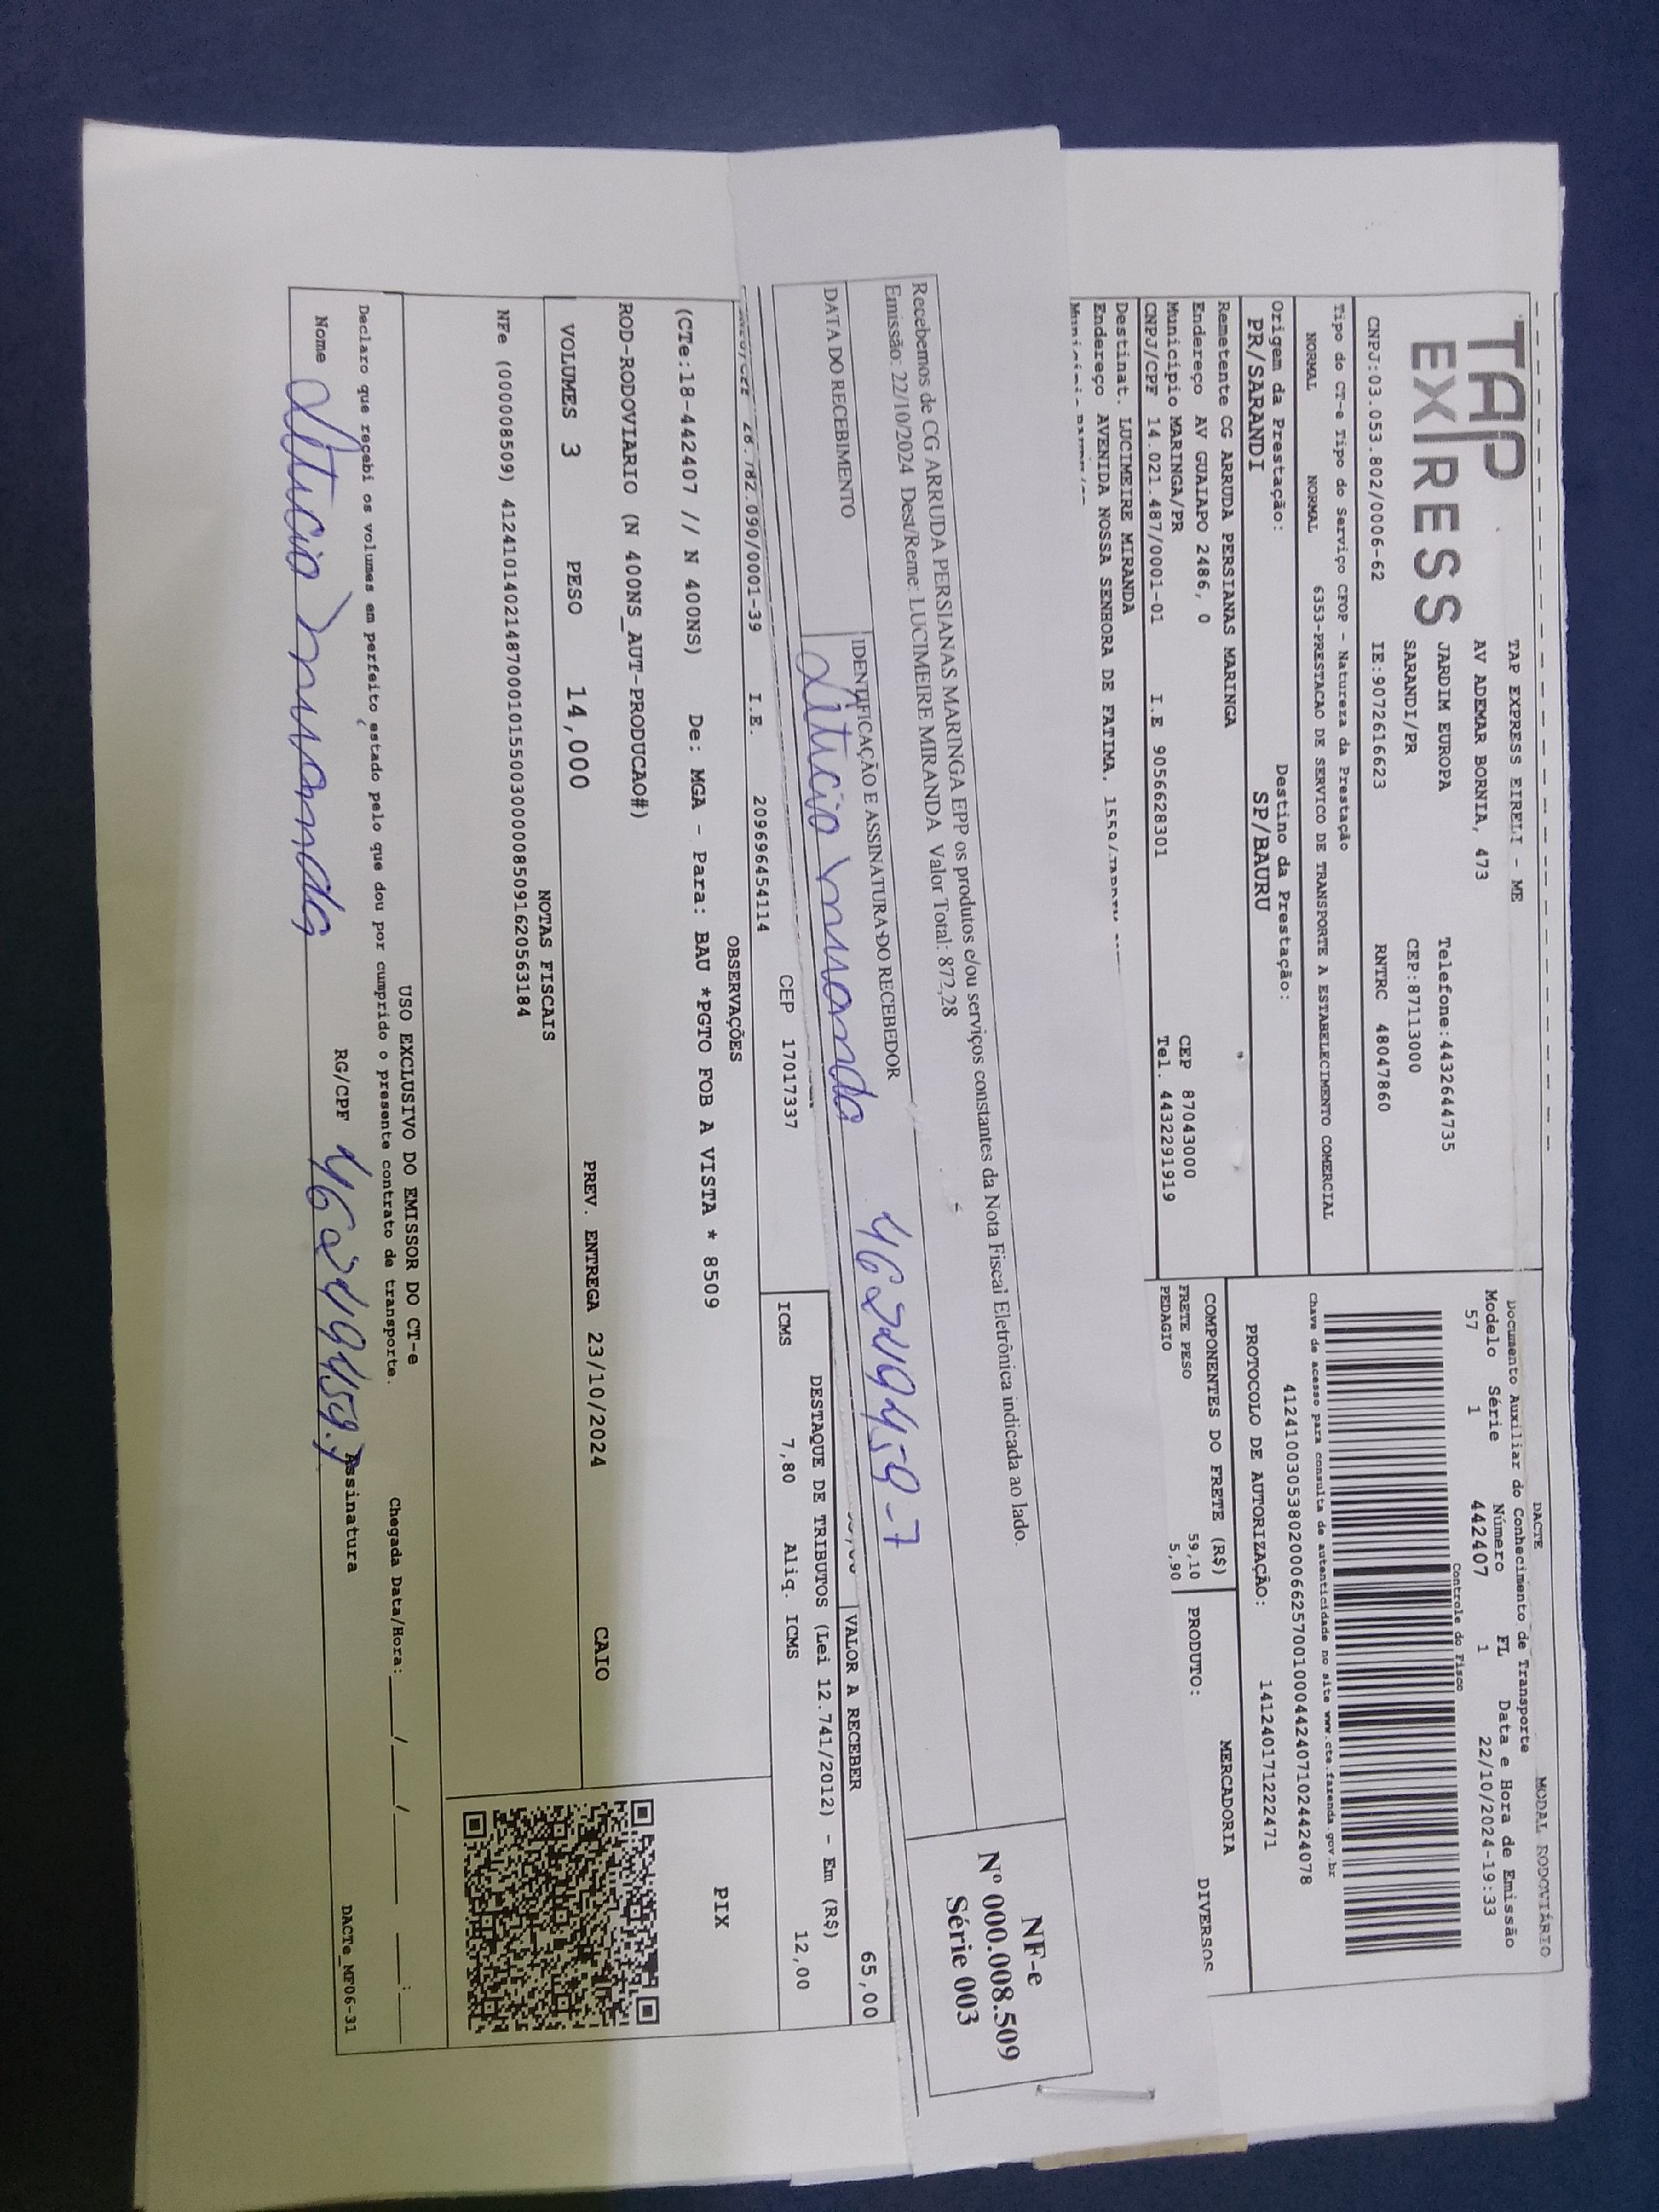 DACTE MODAL RODOVIÁRIO
TAP EXPRESS
TAP EXPRESS EIRELI - ME
AV ADEMAR BORNIA, 473
JARDIM EUROPA Telefone:4432644735
SARANDI/PR CEP:87113000
CNPJ:03.053.802/0006-62 IE:9072616623 RNTRC 48047860
Documento Auxiliar do Conhecimento de Transporte
Modelo Série Número FL Data e Hora de Emissão
57 1 442407 1 22/10/2024-19:33
Controle do Fisco
Chave de acesso para consulta de autenticidade no site www.cte.fazenda.gov.br
41241003053802000662570010004424071024424078
PROTOCOLO DE AUTORIZAÇÃO: 141240171222471
Tipo do CT-e Tipo do Serviço CFOP - Natureza da Prestação
NORMAL NORMAL 6353-PRESTACAO DE SERVICO DE TRANSPORTE A ESTABELECIMENTO COMERCIAL
Origem da Prestação: Destino da Prestação:
PR/SARANDI SP/BAURU
Remetente CG ARRUDA PERSIANAS MARINGA
Endereço AV GUAIAPO 2486, 0
Município MARINGA/PR CEP 87043000
CNPJ/CPF 14.021.487/0001-01 I.E 9056628301 Tel. 4432291919
Destinat. LUCIMEIRE MIRANDA
Endereço AVENIDA NOSSA SENHORA DE FATIMA, 1559
COMPONENTES DO FRETE (R$) MERCADORIA
FRETE PESO 59,10 PRODUTO: DIVERSOS
PEDAGIO 5,90
Recebemos de CG ARRUDA PERSIANAS MARINGA EPP os produtos e/ou serviços constantes da Nota Fiscal Eletrônica indicada ao lado.
Emissão: 22/10/2024 Dest/Reme: LUCIMEIRE MIRANDA Valor Total: 872,28
DATA DO RECEBIMENTO IDENTIFICAÇÃO E ASSINATURA DO RECEBEDOR
Letícia Miranda 46249459-7
NF-e
Nº 000.008.509
Série 003
VALOR A RECEBER 65,00
26.782.090/0001-39 I.E. 209696454114 CEP 17017337
DESTAQUE DE TRIBUTOS (Lei 12.741/2012) - Em (R$)
ICMS 7,80 Aliq. ICMS 12,00
OBSERVAÇÕES
(CTe:18-442407 // N 400NS) De: MGA - Para: BAU *PGTO FOB A VISTA * 8509
ROD-RODOVIARIO (N 400NS_AUT-PRODUCAO#)
PIX
VOLUMES 3 PESO 14,000 PREV. ENTREGA 23/10/2024 CAIO
NOTAS FISCAIS
NFe (000008509) 41241014021487000101550030000085091620563184
USO EXCLUSIVO DO EMISSOR DO CT-e
Declaro que recebi os volumes em perfeito estado pelo que dou por cumprido o presente contrato de transporte. Chegada Data/Hora: ___/___/_____ ___:___
Nome Letícia Miranda RG/CPF 46249459.7 Assinatura
DACTe_MF06-31